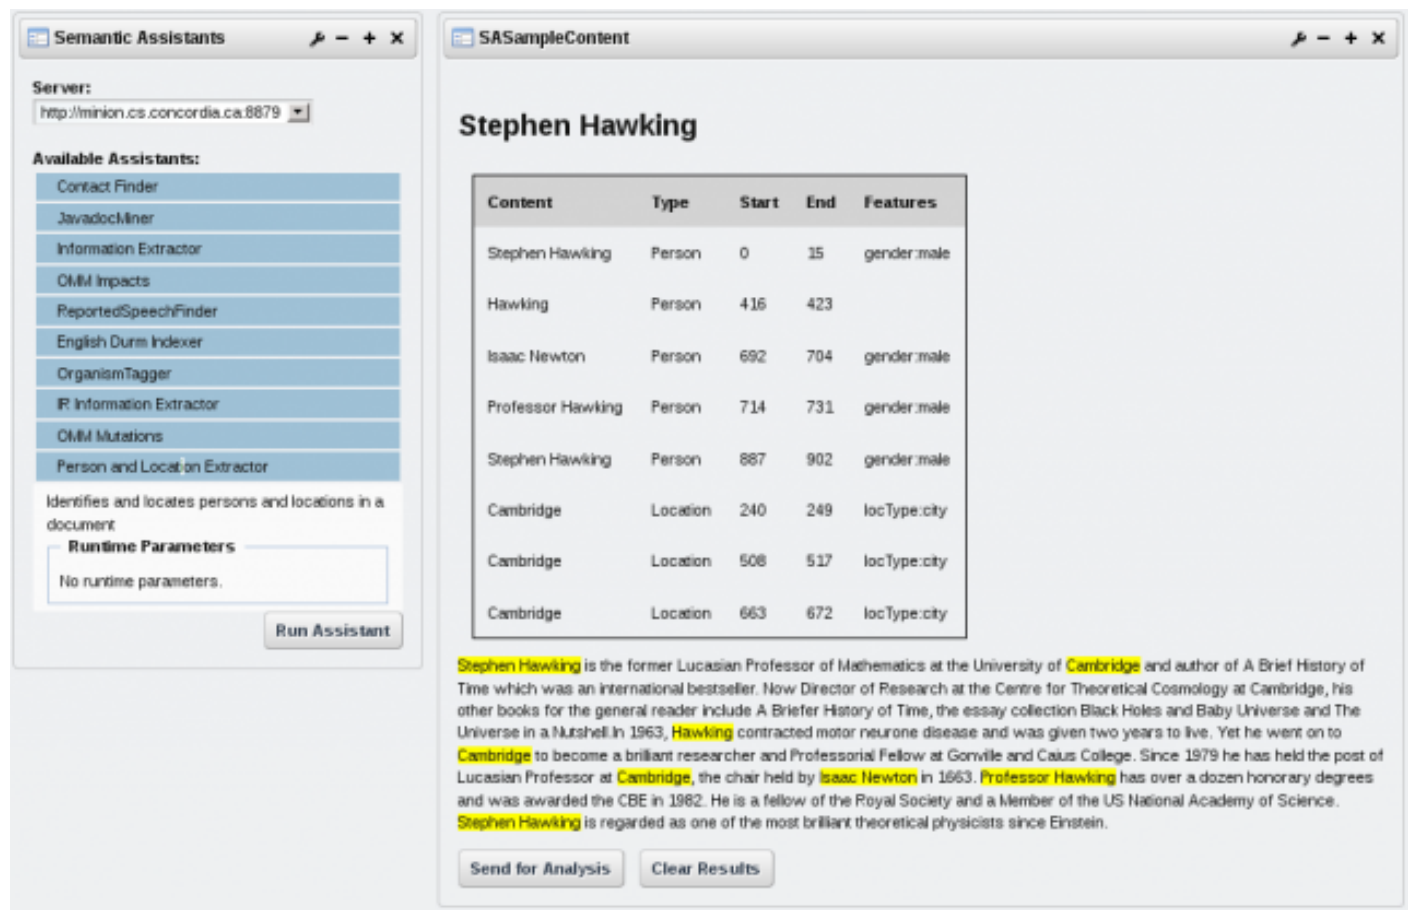 Semantic Assistants
Server:
http://minion.cs.concordia.ca:8879
Available Assistants:
Contact Finder
JavadocMiner
Information Extractor
OMM Impacts
ReportedSpeechFinder
English Durm Indexer
OrganismTagger
IR Information Extractor
OMM Mutations
Person and Location Extractor
Identifies and locates persons and locations in a
document
Runtime Parameters
No runtime parameters.
Run Assistant
SASampleContent
Stephen Hawking
Content Type Start End Features
Stephen Hawking Person 0 15 gender:male
Hawking Person 416 423
Isaac Newton Person 692 704 gender:male
Professor Hawking Person 714 731 gender:male
Stephen Hawking Person 887 902 gender:male
Cambridge Location 240 249 locType:city
Cambridge Location 508 517 locType:city
Cambridge Location 663 672 locType:city
Stephen Hawking is the former Lucasian Professor of Mathematics at the University of Cambridge and author of A Brief History of
Time which was an international bestseller. Now Director of Research at the Centre for Theoretical Cosmology at Cambridge, his
other books for the general reader include A Briefer History of Time, the essay collection Black Holes and Baby Universe and The
Universe in a Nutshell.In 1963, Hawking contracted motor neurone disease and was given two years to live. Yet he went on to
Cambridge to become a brilliant researcher and Professorial Fellow at Gonville and Caius College. Since 1979 he has held the post of
Lucasian Professor at Cambridge, the chair held by Isaac Newton in 1663. Professor Hawking has over a dozen honorary degrees
and was awarded the CBE in 1982. He is a fellow of the Royal Society and a Member of the US National Academy of Science.
Stephen Hawking is regarded as one of the most brilliant theoretical physicists since Einstein.
Send for Analysis Clear Results